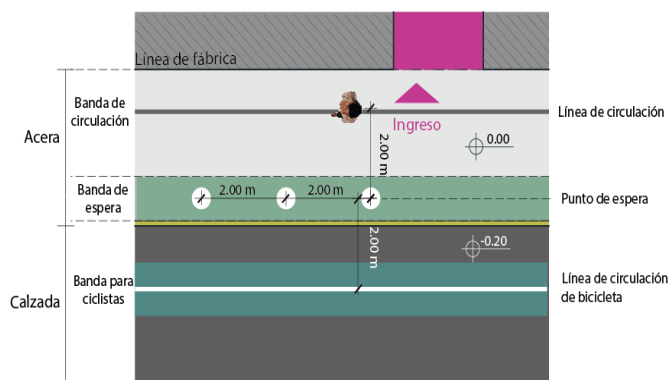 Línea de fábrica
Banda de
circulación
Línea de circulación
Acera
Ingreso
0.00
2.00 m
Banda de
espera
2.00 m
2.00 m
Punto de espera
2.00 m
-0.20
Banda para
ciclistas
Línea de circulación
de bicicleta
Calzada